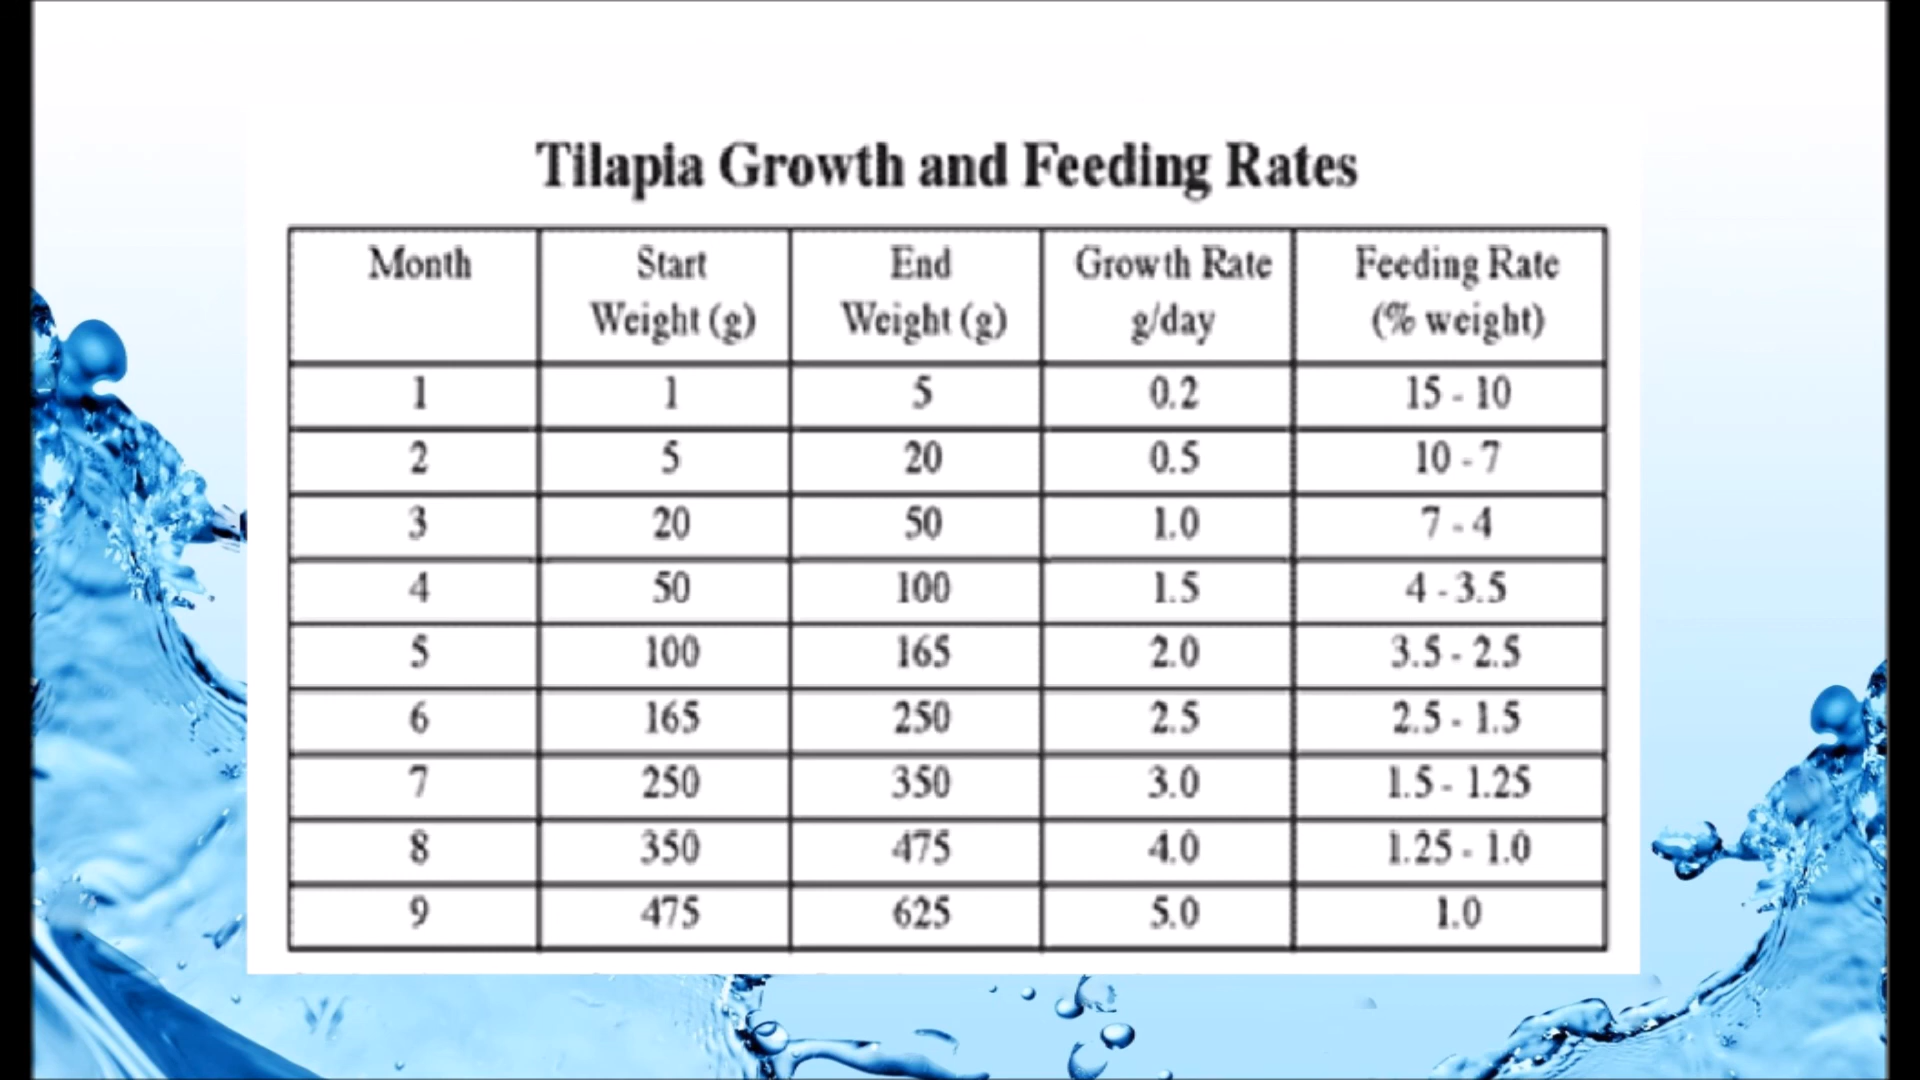 Tilapia Growth and Feeding Rates
Month Start Weight (g) End Weight (g) Growth Rate g/day Feeding Rate (% weight)
1 1 5 0.2 15 - 10
2 5 20 0.5 10 - 7
3 20 50 1.0 7 - 4
4 50 100 1.5 4 - 3.5
5 100 165 2.0 3.5 - 2.5
6 165 250 2.5 2.5 - 1.5
7 250 350 3.0 1.5 - 1.25
8 350 475 4.0 1.25 - 1.0
9 475 625 5.0 1.0